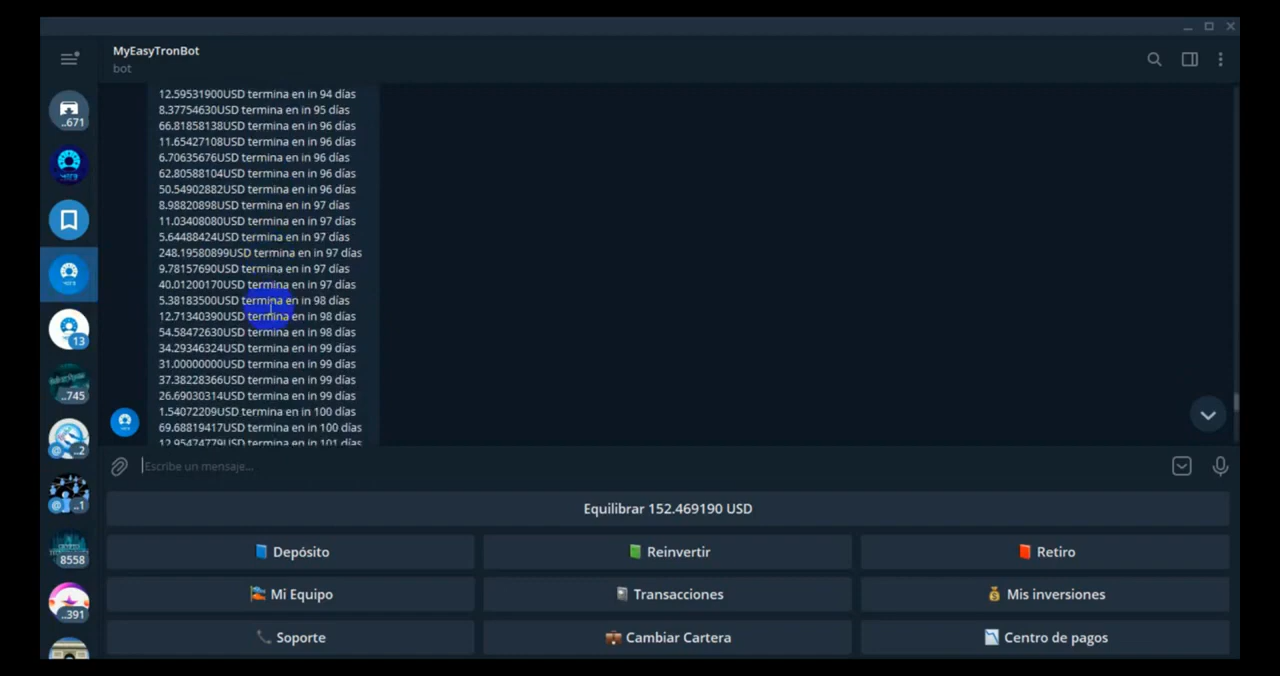 MyEasyTronBot
bot
12.59531900USD termina en in 94 días
8.37754630USD termina en in 95 días
66.81858138USD termina en in 96 días
11.65427108USD termina en in 96 días
6.70635676USD termina en in 96 días
62.80588104USD termina en in 96 días
50.54902882USD termina en in 96 días
8.98820898USD termina en in 97 días
11.03408080USD termina en in 97 días
5.64488424USD termina en in 97 días
248.19580899USD termina en in 97 días
9.78157690USD termina en in 97 días
40.01200170USD termina en in 97 días
5.38183500USD termina en in 98 días
12.71340390USD termina en in 98 días
54.58472630USD termina en in 98 días
34.29346324USD termina en in 99 días
31.00000000USD termina en in 99 días
37.38228366USD termina en in 99 días
26.69030314USD termina en in 99 días
1.54072209USD termina en in 100 días
69.68819417USD termina en in 100 días
12.95474779USD termina en in 101 días
..671
13
..745
@ ..2
@ ..1
8558
..391
Escribe un mensaje...
Equilibrar 152.469190 USD
Depósito
Reinvertir
Retiro
Mi Equipo
Transacciones
Mis inversiones
Soporte
Cambiar Cartera
Centro de pagos